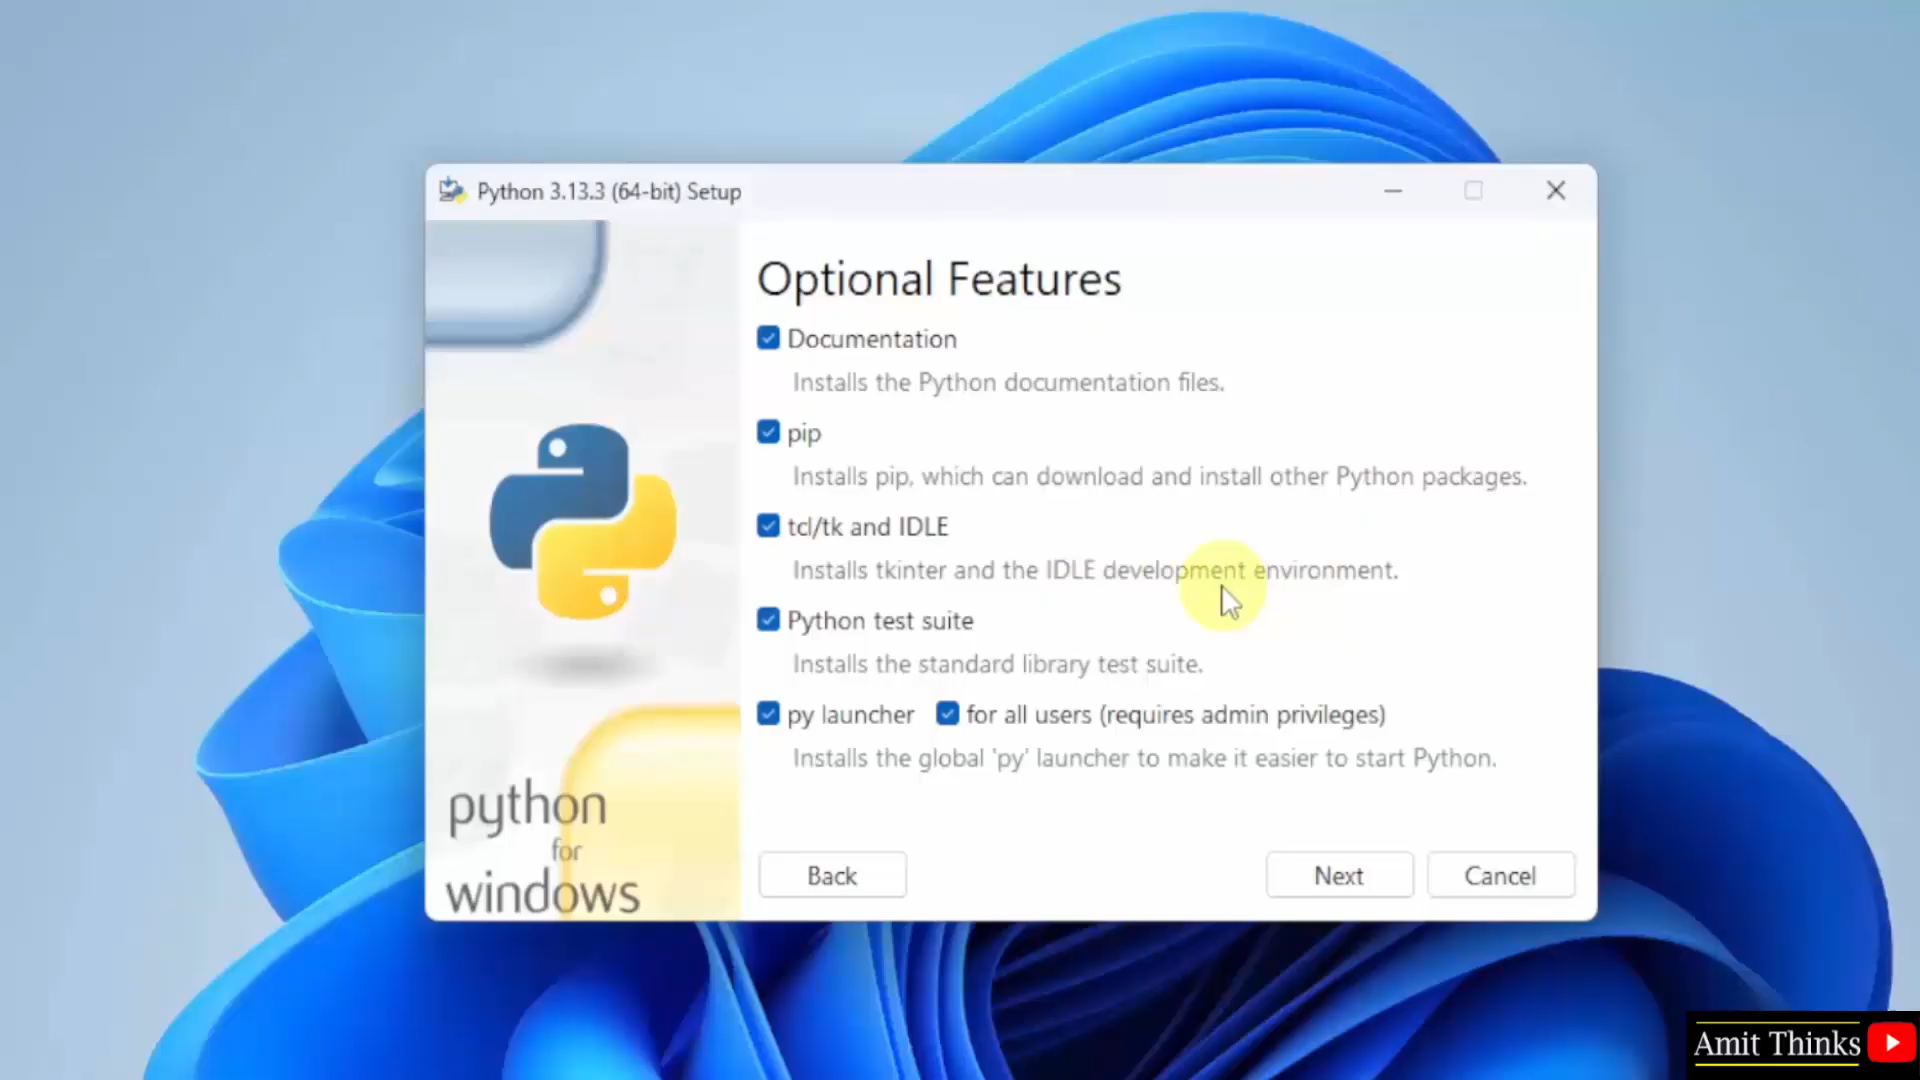 Python 3.13.3 (64-bit) Setup
Optional Features
Documentation
Installs the Python documentation files.
pip
Installs pip, which can download and install other Python packages.
tcl/tk and IDLE
Installs tkinter and the IDLE development environment.
Python test suite
Installs the standard library test suite.
py launcher for all users (requires admin privileges)
Installs the global 'py' launcher to make it easier to start Python.
python
for
windows
Back Next Cancel
Amit Thinks